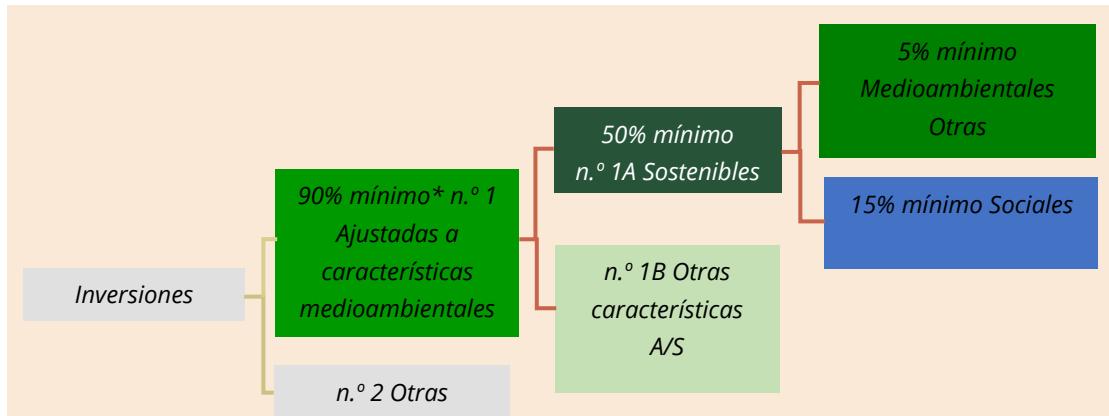 5% mínimo
Medioambientales
Otras
50% mínimo
n.º 1A Sostenibles
90% mínimo* n.º 1
Ajustadas a
características
medioambientales
15% mínimo Sociales
Inversiones
n.º 1B Otras
características
A/S
n.º 2 Otras